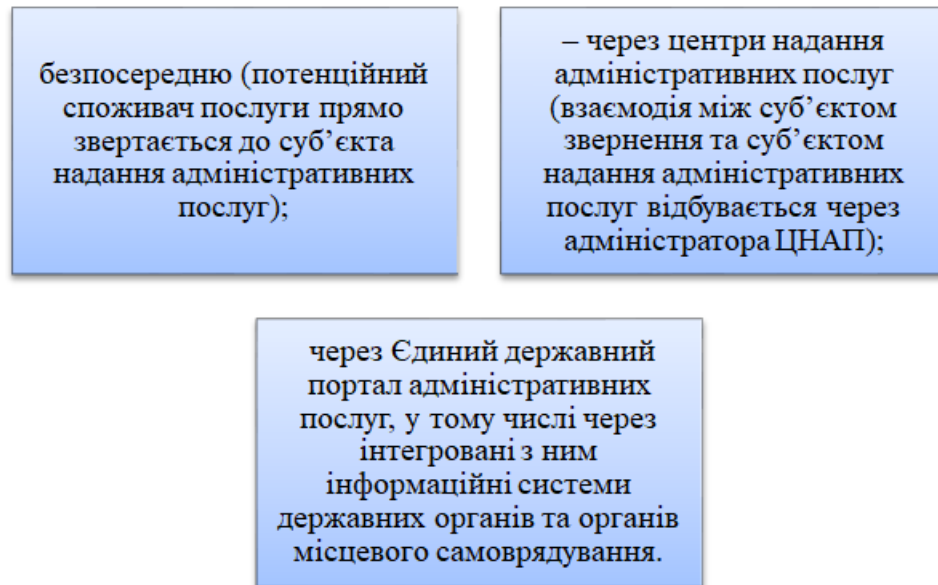 безпосередню (потенційний
споживач послуги прямо
звертається до суб’єкта
надання адміністративних
послуг);
– через центри надання
адміністративних послуг
(взаємодія між суб’єктом
звернення та суб’єктом
надання адміністративних
послуг відбувається через
адміністратора ЦНАП);
через Єдиний державний
портал адміністративних
послуг, у тому числі через
інтегровані з ним
інформаційні системи
державних органів та органів
місцевого самоврядування.